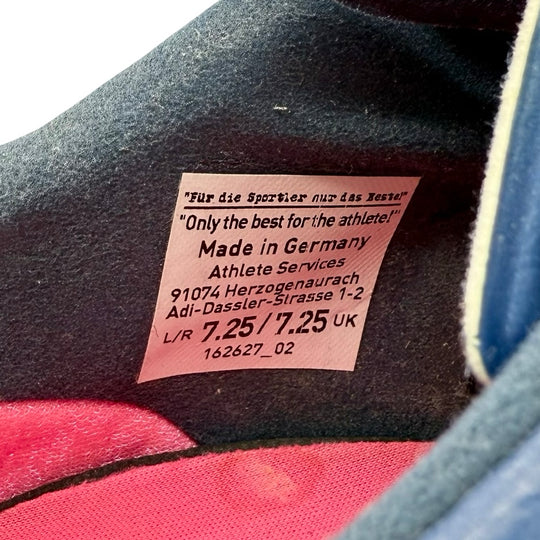 "Für die Sportler nur das Beste!"
"Only the best for the athlete!"
Made in Germany
Athlete Services
91074 Herzogenaurach
Adi-Dassler-Strasse 1-2
L/R 7.25/7.25 UK
162627_02